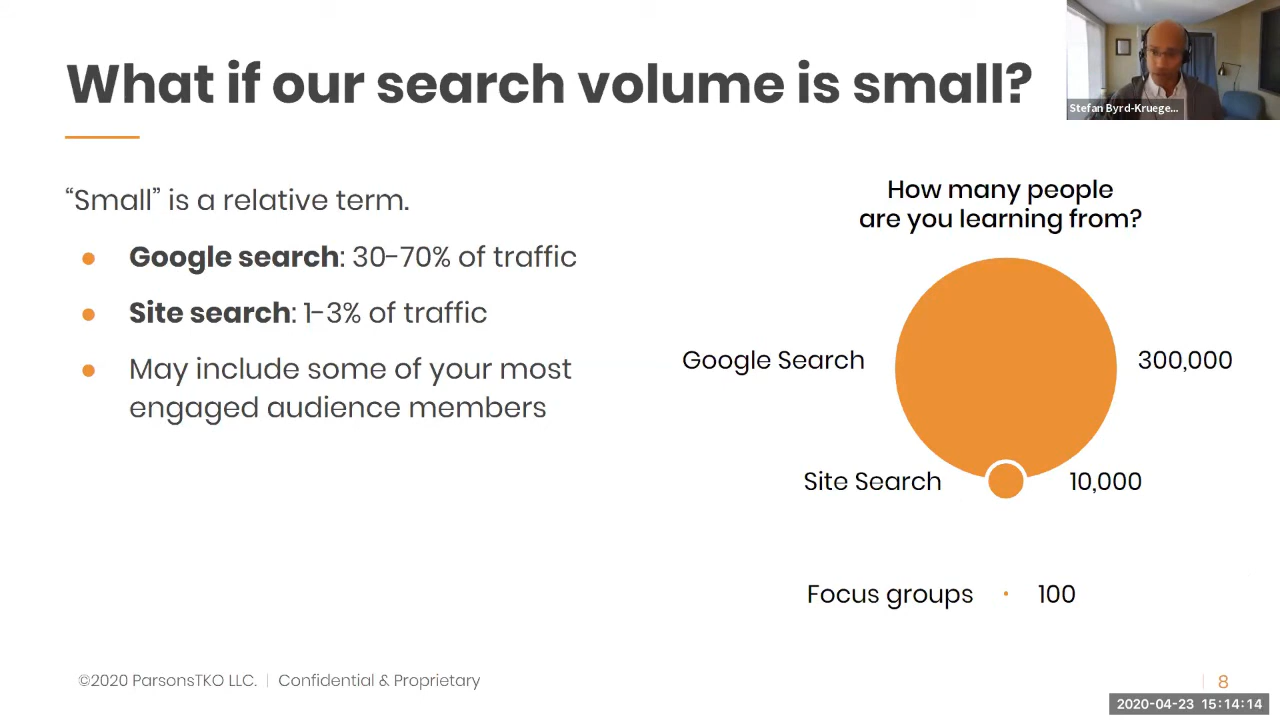 What if our search volume is small?
Stefan Byrd-Kruege...
“Small” is a relative term.
● Google search: 30-70% of traffic
● Site search: 1-3% of traffic
● May include some of your most
engaged audience members
How many people
are you learning from?
Google Search 300,000
Site Search 10,000
Focus groups 100
©2020 ParsonsTKO LLC. | Confidential & Proprietary
| 8
2020-04-23 15:14:14